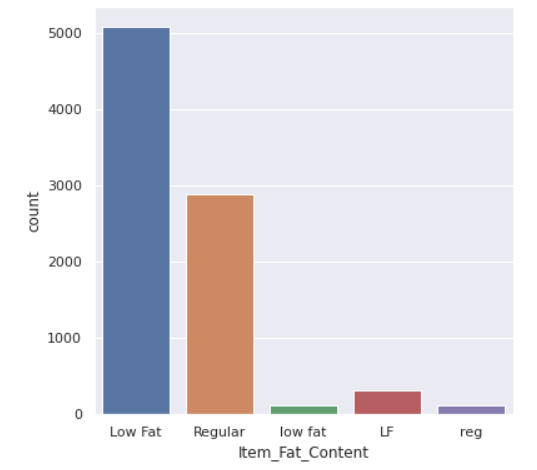 5000
4000
3000
2000
1000
0
count
Low Fat Regular low fat LF reg
Item_Fat_Content